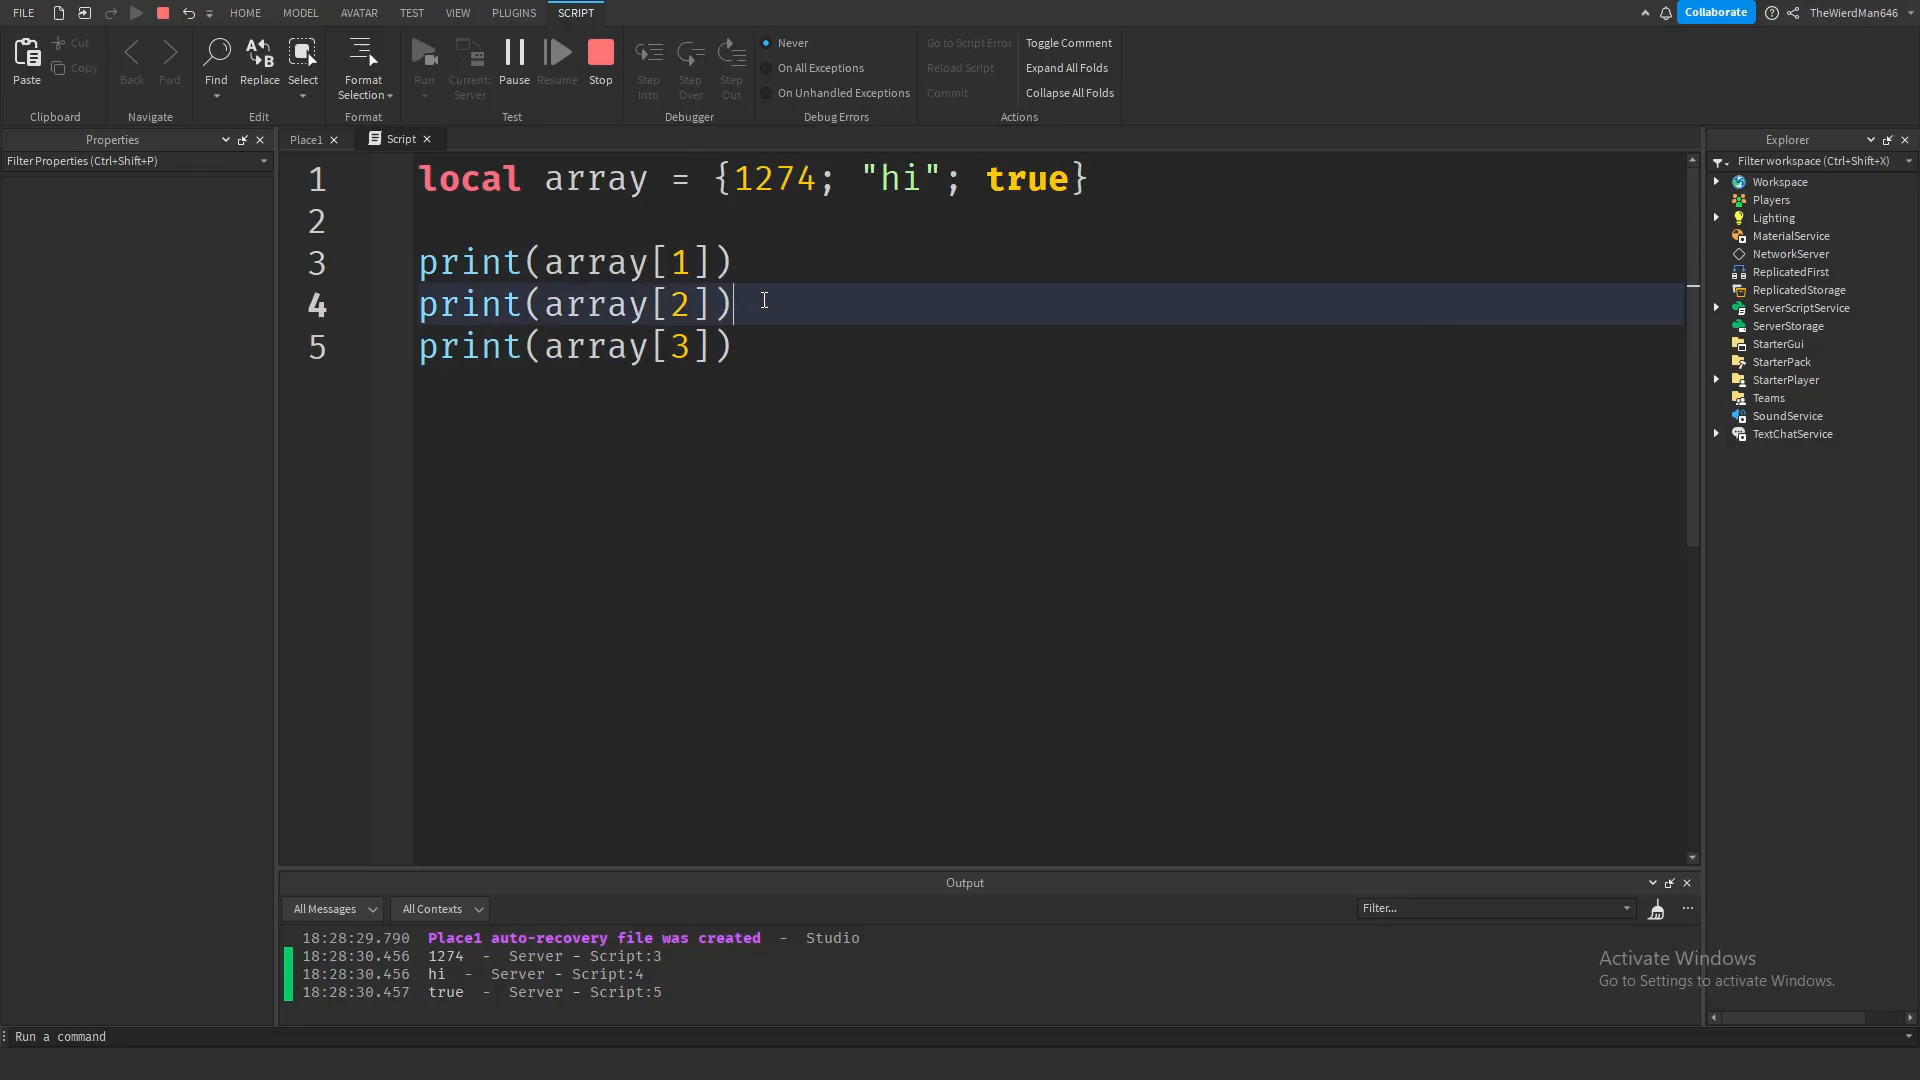 FILE HOME MODEL AVATAR TEST VIEW PLUGINS SCRIPT Collaborate TheWierdMan646
Paste Cut Copy Back Fwd Find Replace Select Format Selection Run Current: Server Pause Resume Stop Step Into Step Over Step Out
Never Go to Script Error Toggle Comment
On All Exceptions Reload Script Expand All Folds
On Unhandled Exceptions Commit Collapse All Folds
Clipboard Navigate Edit Format Test Debugger Debug Errors Actions
Properties
Filter Properties (Ctrl+Shift+P)
Place1 Script
1 local array = {1274; "hi"; true}
2
3 print(array[1])
4 print(array[2])
5 print(array[3])
Explorer
Filter workspace (Ctrl+Shift+X)
Workspace
Players
Lighting
MaterialService
NetworkServer
ReplicatedFirst
ReplicatedStorage
ServerScriptService
ServerStorage
StarterGui
StarterPack
StarterPlayer
Teams
SoundService
TextChatService
Output
All Messages All Contexts Filter...
18:28:29.790 Place1 auto-recovery file was created - Studio
18:28:30.456 1274 - Server - Script:3
18:28:30.456 hi - Server - Script:4
18:28:30.457 true - Server - Script:5
Activate Windows
Go to Settings to activate Windows.
Run a command